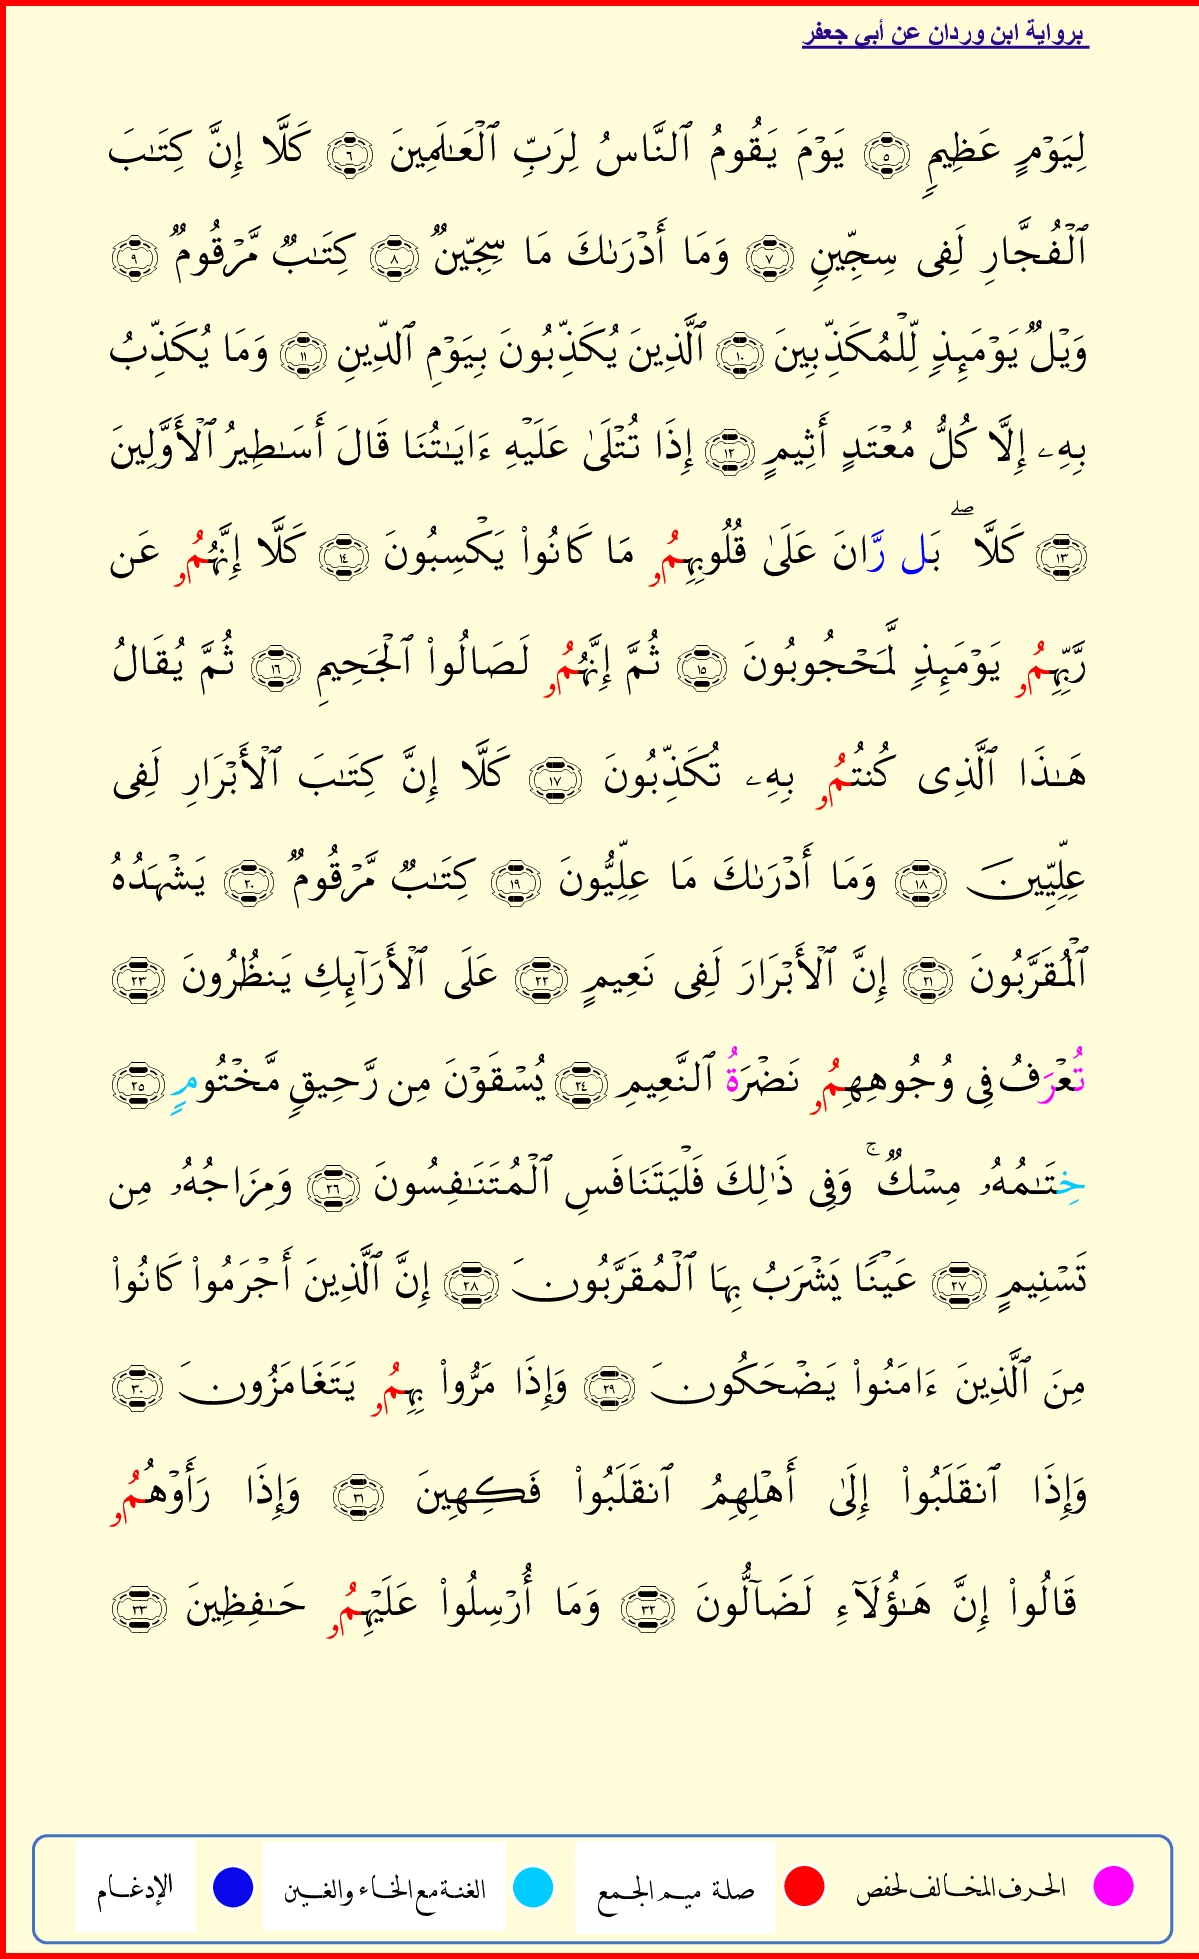 برواية ابن وردان عن أبي جعفر
لِيَوْمٍ عَظِيمٍ ٥ يَوْمَ يَقُومُ ٱلنَّاسُ لِرَبِّ ٱلْعَـٰلَمِينَ ٦ كَلَّا إِنَّ كِتَـٰبَ
ٱلْفُجَّارِ لَفِى سِجِّينٍ ٧ وَمَا أَدْرَىٰكَ مَا سِجِّينٌ ٨ كِتَـٰبٌ مَّرْقُومٌ ٩
وَيْلٌ يَوْمَئِذٍ لِّلْمُكَذِّبِينَ ١٠ ٱلَّذِينَ يُكَذِّبُونَ بِيَوْمِ ٱلدِّينِ ١١ وَمَا يُكَذِّبُ
بِهِۦ إِلَّا كُلُّ مُعْتَدٍ أَثِيمٍ ١٢ إِذَا تُتْلَىٰ عَلَيْهِ ءَايَـٰتُنَا قَالَ أَسَـٰطِيرُ ٱلْأَوَّلِينَ
١٣ كَلَّا ۖ بَل رَّانَ عَلَىٰ قُلُوبِهِمُۥ مَا كَانُوا۟ يَكْسِبُونَ ١٤ كَلَّا إِنَّهُمُۥ عَن
رَّبِّهِمُۥ يَوْمَئِذٍ لَّمَحْجُوبُونَ ١٥ ثُمَّ إِنَّهُمُۥ لَصَالُوا۟ ٱلْجَحِيمِ ١٦ ثُمَّ يُقَالُ
هَـٰذَا ٱلَّذِى كُنتُمُۥ بِهِۦ تُكَذِّبُونَ ١٧ كَلَّا إِنَّ كِتَـٰبَ ٱلْأَبْرَارِ لَفِى
عِلِّيِّينَ ١٨ وَمَا أَدْرَىٰكَ مَا عِلِّيُّونَ ١٩ كِتَـٰبٌ مَّرْقُومٌ ٢٠ يَشْهَدُهُ
ٱلْمُقَرَّبُونَ ٢١ إِنَّ ٱلْأَبْرَارَ لَفِى نَعِيمٍ ٢٢ عَلَى ٱلْأَرَآئِكِ يَنظُرُونَ ٢٣
تُعْرَفُ فِى وُجُوهِهِمُۥ نَضْرَةُ ٱلنَّعِيمِ ٢٤ يُسْقَوْنَ مِن رَّحِيقٍ مَّخْتُومٍ ٢٥
خِتَـٰمُهُۥ مِسْكٌ ۚ وَفِى ذَٰلِكَ فَلْيَتَنَافَسِ ٱلْمُتَنَـٰفِسُونَ ٢٦ وَمِزَاجُهُۥ مِن
تَسْنِيمٍ ٢٧ عَيْنًا يَشْرَبُ بِهَا ٱلْمُقَرَّبُونَ ٢٨ إِنَّ ٱلَّذِينَ أَجْرَمُوا۟ كَانُوا۟
مِنَ ٱلَّذِينَ ءَامَنُوا۟ يَضْحَكُونَ ٢٩ وَإِذَا مَرُّوا۟ بِهِمُۥ يَتَغَامَزُونَ ٣٠
وَإِذَا ٱنقَلَبُوا۟ إِلَىٰ أَهْلِهِمُ ٱنقَلَبُوا۟ فَكِهِينَ ٣١ وَإِذَا رَأَوْهُمُۥ
قَالُوا۟ إِنَّ هَـٰؤُلَآءِ لَضَآلُّونَ ٣٢ وَمَا أُرْسِلُوا۟ عَلَيْهِمُۥ حَـٰفِظِينَ ٣٣
الحرف المخالف لحفص صلة ميم الجمع الغنة مع الخاء والغين الإدغام